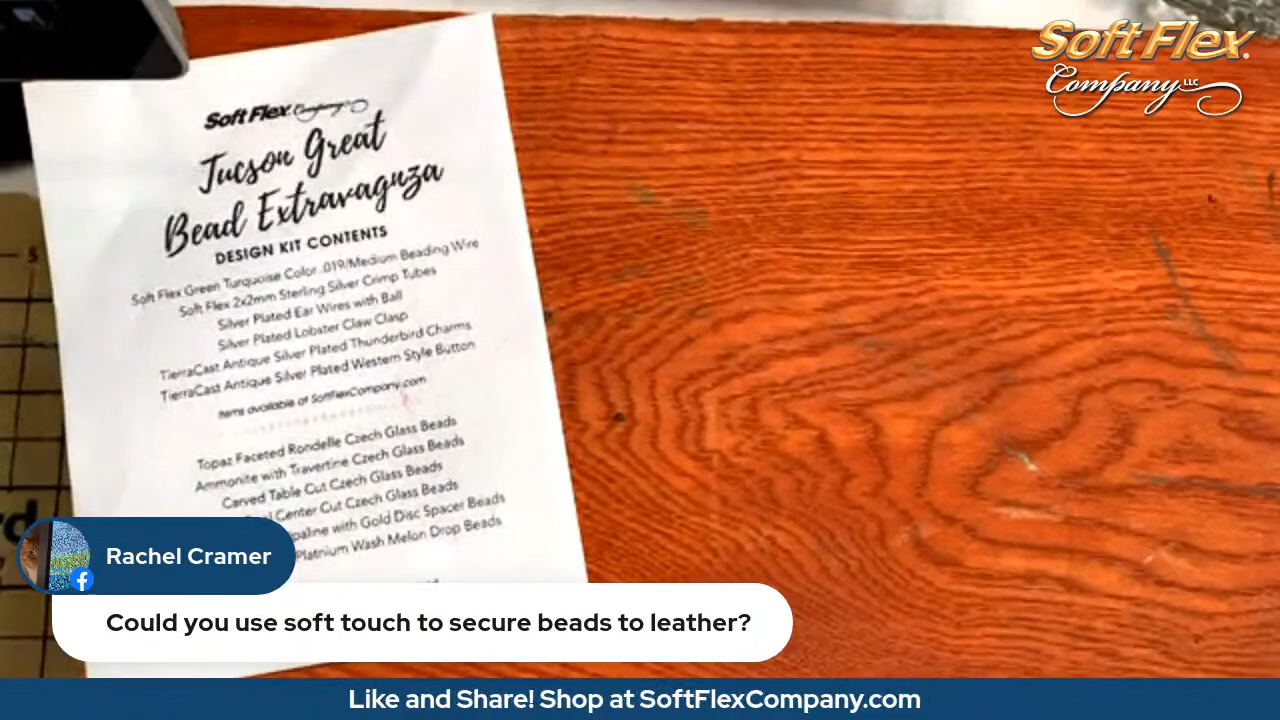 Soft Flex®
Company LLC
Soft Flex Company
Tucson Great
Bead Extravagnza
DESIGN KIT CONTENTS
Soft Flex Green Turquoise Color .019/Medium Beading Wire
Soft Flex 2x2mm Sterling Silver Crimp Tubes
Silver Plated Ear Wires with Ball
Silver Plated Lobster Claw Clasp
TierraCast Antique Silver Plated Thunderbird Charms
TierraCast Antique Silver Plated Western Style Button
Items available at SoftFlexCompany.com
Topaz Faceted Rondelle Czech Glass Beads
Ammonite with Travertine Czech Glass Beads
Carved Table Cut Czech Glass Beads
Center Cut Czech Glass Beads
with Gold Disc Spacer Beads
Platnium Wash Melon Drop Beads
Rachel Cramer
Could you use soft touch to secure beads to leather?
Like and Share! Shop at SoftFlexCompany.com